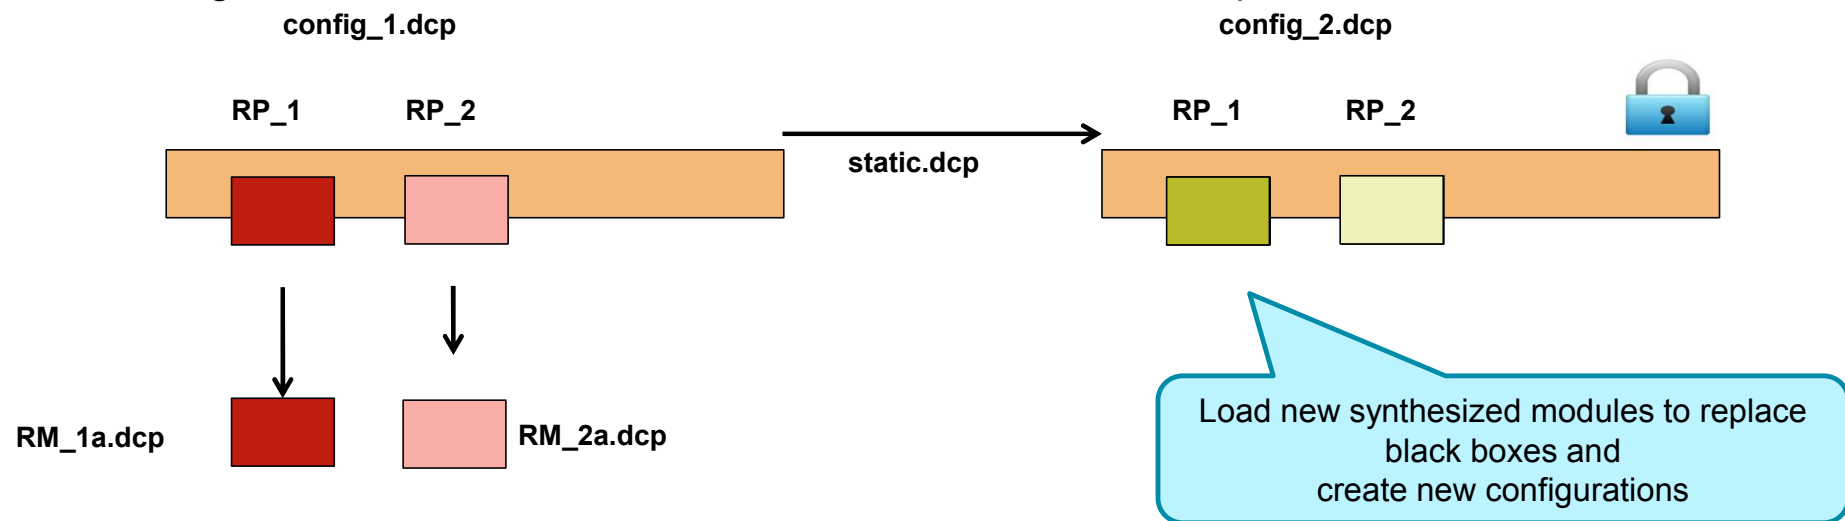 config_1.dcp
config_2.dcp
RP_1
RP_2
RP_1
RP_2
static.dcp
RM_1a.dcp
RM_2a.dcp
Load new synthesized modules to replace
black boxes and
create new configurations